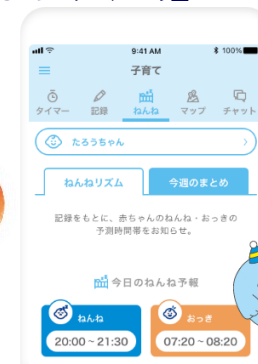 9:41 AM
100%
子育て
タイマー 記録 ねんね マップ チャット
たろうちゃん
ねんねリズム 今週のまとめ
記録をもとに、赤ちゃんのねんね・おっきの
予測時間帯をお知らせ。
今日のねんね予報
ねんね おっき
20:00 ~ 21:30 07:20 ~ 08:20